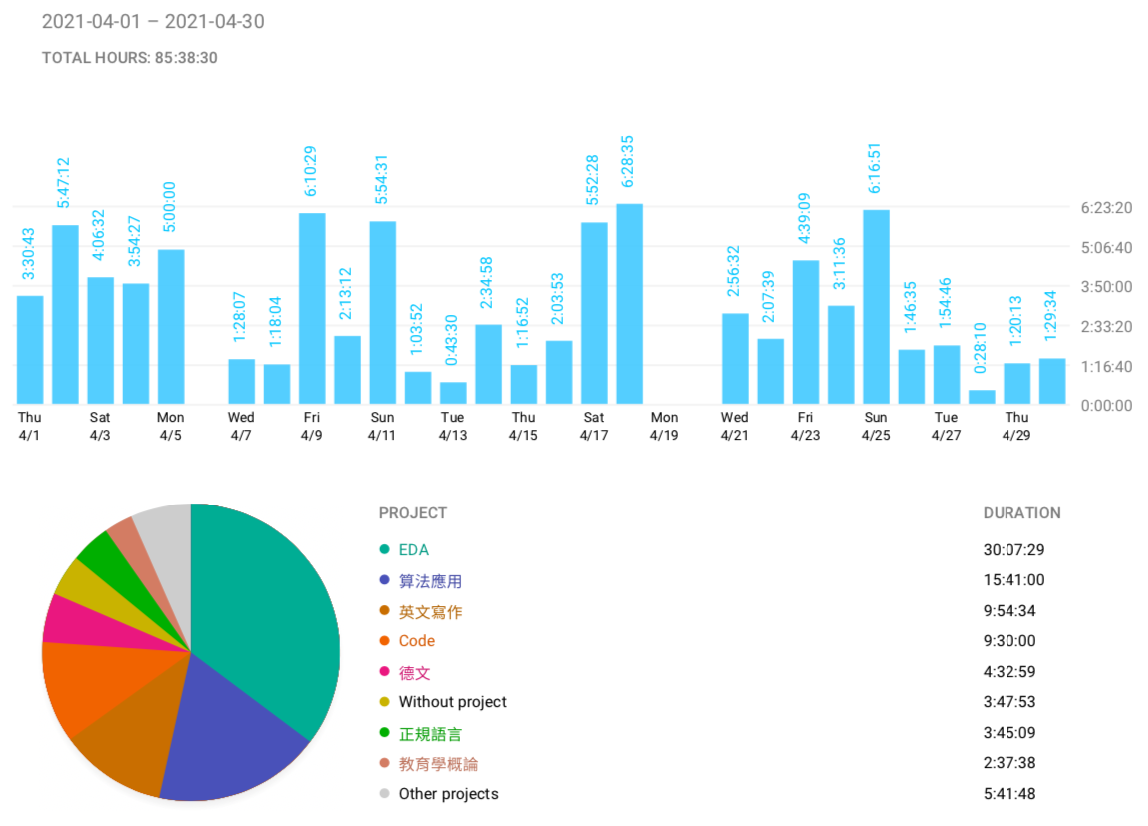 2021-04-01 – 2021-04-30
TOTAL HOURS: 85:38:30
3:30:43
5:47:12
4:06:32
3:54:27
5:00:00
1:28:07
1:18:04
6:10:29
2:13:12
5:54:31
1:03:52
0:43:30
2:34:58
1:16:52
2:03:53
5:52:28
6:28:35
2:56:32
2:07:39
4:39:09
3:11:36
6:16:51
1:46:35
1:54:46
0:28:10
1:20:13
1:29:34
6:23:20
5:06:40
3:50:00
2:33:20
1:16:40
0:00:00
Thu Sat Mon Wed Fri Sun Tue Thu Sat Mon Wed Fri Sun Tue Thu
4/1 4/3 4/5 4/7 4/9 4/11 4/13 4/15 4/17 4/19 4/21 4/23 4/25 4/27 4/29
PROJECT DURATION
EDA 30:07:29
算法應用 15:41:00
英文寫作 9:54:34
Code 9:30:00
德文 4:32:59
Without project 3:47:53
正規語言 3:45:09
教育學概論 2:37:38
Other projects 5:41:48